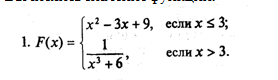 1. F(x) = { x² − 3x + 9, если x ≤ 3;
1/(x³ + 6), если x > 3.